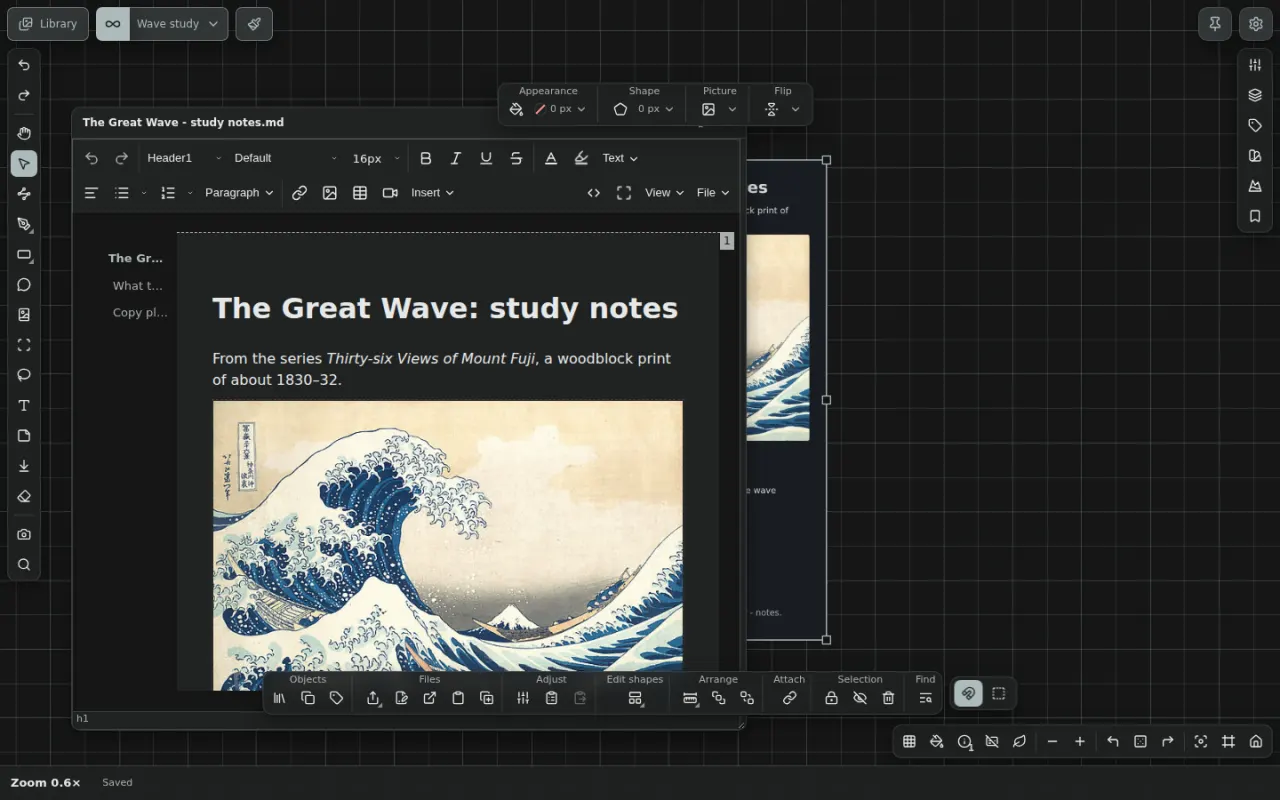 Library
Wave study
Appearance
Shape
Picture
Flip
0 px
0 px
The Great Wave - study notes.md
Header1
Default
16px
Text
Paragraph
Insert
View
File
The Gr...
What t...
Copy pl...
1
The Great Wave: study notes
From the series Thirty-six Views of Mount Fuji, a woodblock print
of about 1830–32.
es
ck print of
e wave
- notes.
Objects
Files
Adjust
Edit shapes
Arrange
Attach
Selection
Find
h1
1
Zoom 0.6×
Saved